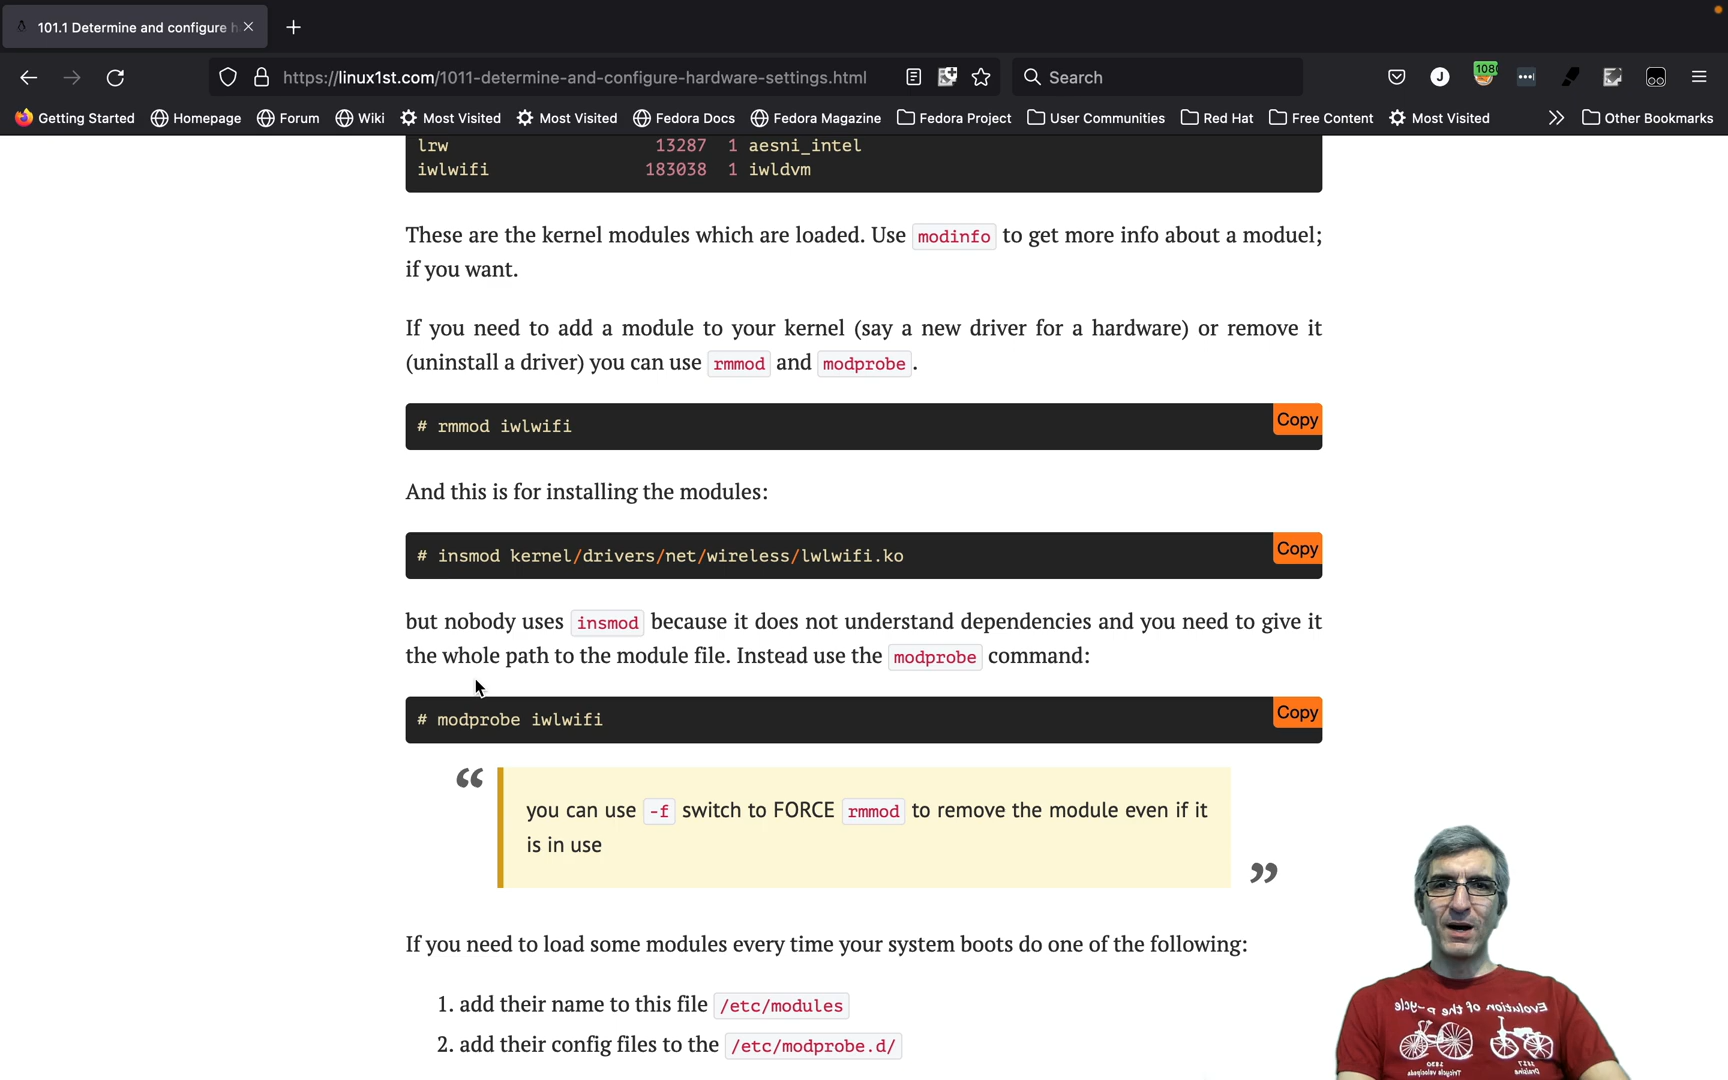 101.1 Determine and configure h
https://linux1st.com/1011-determine-and-configure-hardware-settings.html
Search
J
108
Getting Started
Homepage
Forum
Wiki
Most Visited
Most Visited
Fedora Docs
Fedora Magazine
Fedora Project
User Communities
Red Hat
Free Content
Most Visited
Other Bookmarks
lrw 13287 1 aesni_intel
iwlwifi 183038 1 iwldvm
These are the kernel modules which are loaded. Use modinfo to get more info about a moduel;
if you want.
If you need to add a module to your kernel (say a new driver for a hardware) or remove it
(uninstall a driver) you can use rmmod and modprobe.
# rmmod iwlwifi
Copy
And this is for installing the modules:
# insmod kernel/drivers/net/wireless/lwlwifi.ko
Copy
but nobody uses insmod because it does not understand dependencies and you need to give it
the whole path to the module file. Instead use the modprobe command:
# modprobe iwlwifi
Copy
“
you can use -f switch to FORCE rmmod to remove the module even if it
is in use
”
If you need to load some modules every time your system boots do one of the following:
1. add their name to this file /etc/modules
2. add their config files to the /etc/modprobe.d/
Evolution of the p-cycle